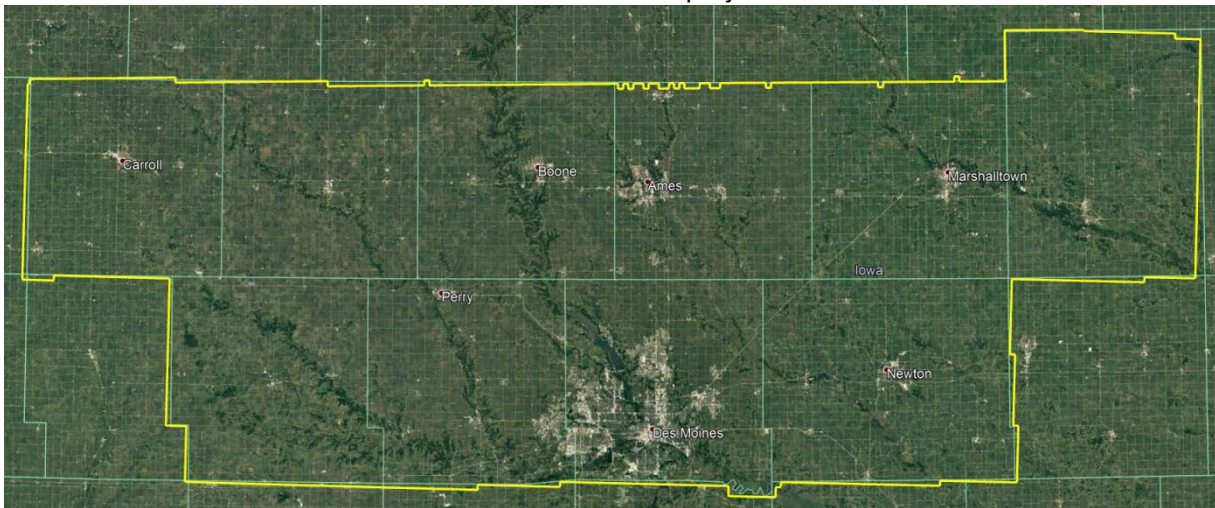 Carroll
Boone
Ames
Marshalltown
Iowa
Perry
Newton
Des Moines